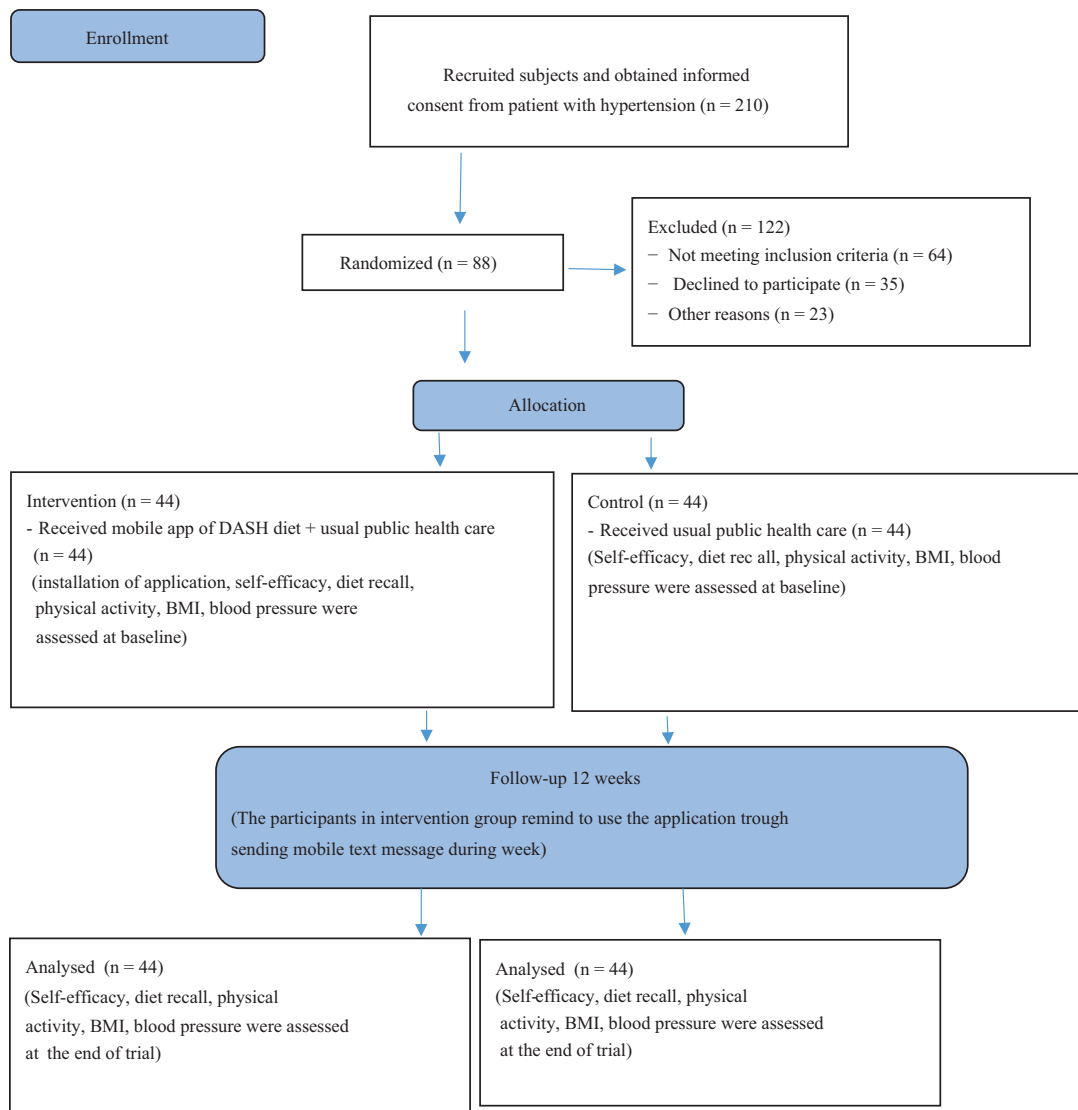 Enrollment
Recruited subjects and obtained informed
consent from patient with hypertension (n = 210)
Randomized (n = 88)
Excluded (n = 122)
− Not meeting inclusion criteria (n = 64)
− Declined to participate (n = 35)
− Other reasons (n = 23)
Allocation
Intervention (n = 44)
- Received mobile app of DASH diet + usual public health care
(n = 44)
(installation of application, self-efficacy, diet recall,
physical activity, BMI, blood pressure were
assessed at baseline)
Control (n = 44)
- Received usual public health care (n = 44)
(Self-efficacy, diet rec all, physical activity, BMI, blood
pressure were assessed at baseline)
Follow-up 12 weeks
(The participants in intervention group remind to use the application trough
sending mobile text message during week)
Analysed (n = 44)
(Self-efficacy, diet recall, physical
activity, BMI, blood pressure were assessed
at the end of trial)
Analysed (n = 44)
(Self-efficacy, diet recall, physical
activity, BMI, blood pressure were assessed
at the end of trial)